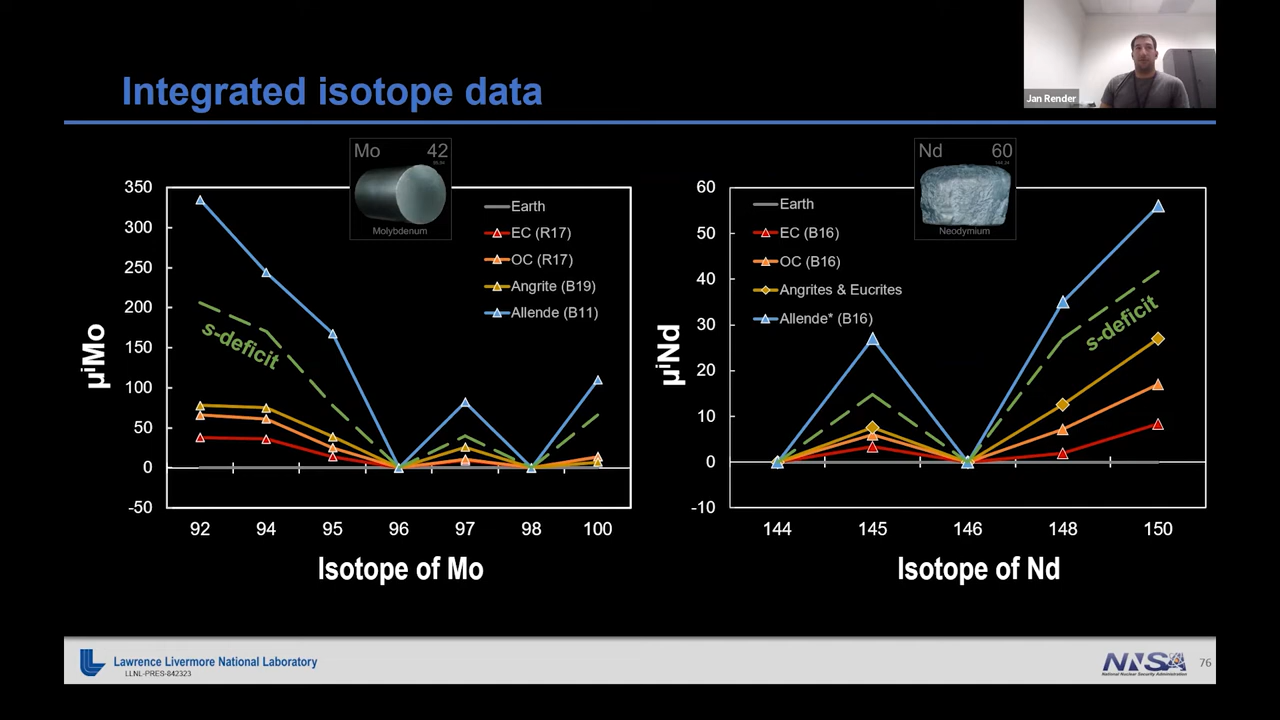 Jan Render
Integrated isotope data
Mo 42
Molybdenum
350
300
250
200
150
100
50
0
-50
µⁱMo
s-deficit
Earth
EC (R17)
OC (R17)
Angrite (B19)
Allende (B11)
92 94 95 96 97 98 100
Isotope of Mo
Nd 60
Neodymium
60
50
40
30
20
10
0
-10
µⁱNd
Earth
EC (B16)
OC (B16)
Angrites & Eucrites
Allende* (B16)
s-deficit
144 145 146 148 150
Isotope of Nd
Lawrence Livermore National Laboratory
LLNL-PRES-842323
NNSA
National Nuclear Security Administration
76